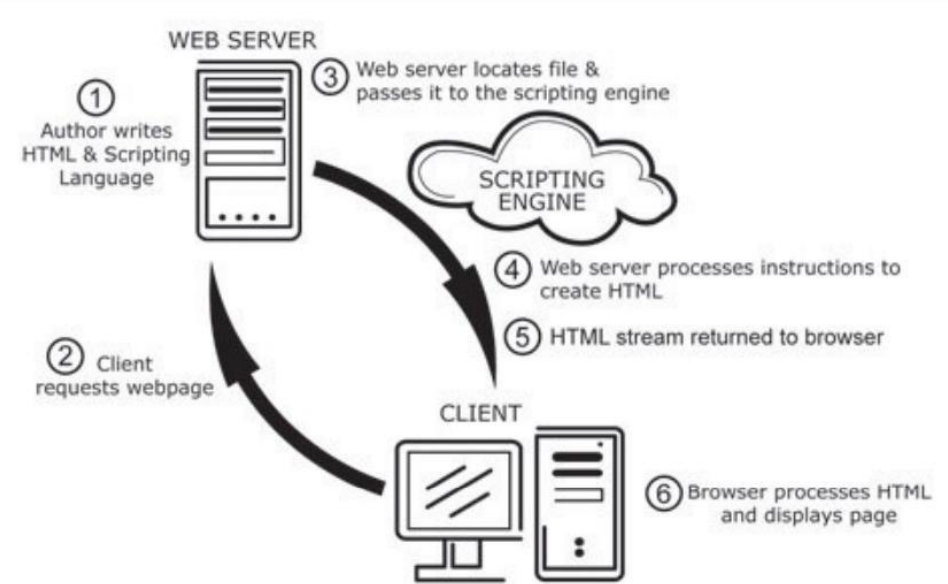 WEB SERVER
1
Author writes
HTML & Scripting
Language
2
Client
requests webpage
3
Web server locates file &
passes it to the scripting engine
SCRIPTING
ENGINE
4
Web server processes instructions to
create HTML
5
HTML stream returned to browser
CLIENT
6
Browser processes HTML
and displays page